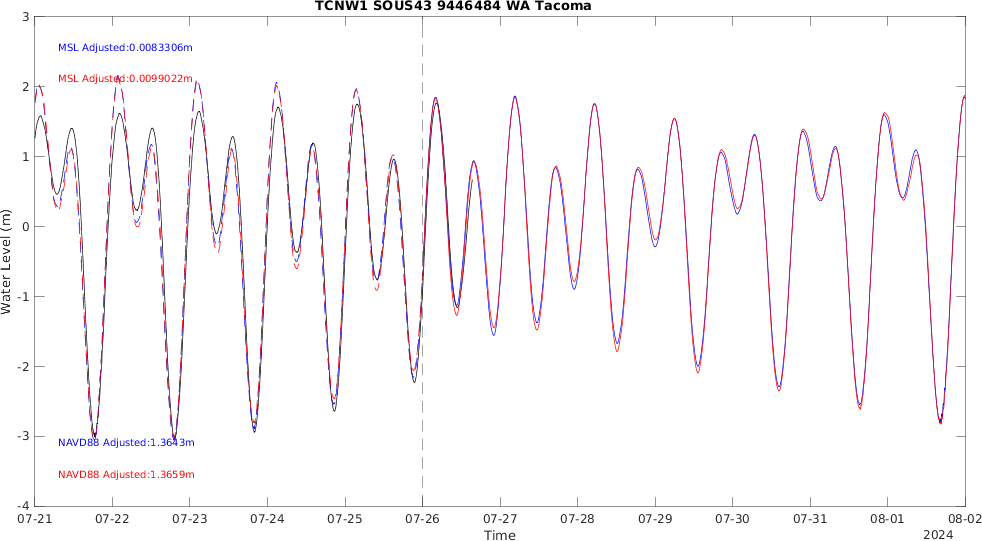 TCNW1 SOUS43 9446484 WA Tacoma
3
MSL Adjusted:0.0083306m
MSL Adjusted:0.0099022m
2
1
0
-1
-2
-3
-4
Water Level (m)
NAVD88 Adjusted:1.3643m
NAVD88 Adjusted:1.3659m
07-21 07-22 07-23 07-24 07-25 07-26 07-27 07-28 07-29 07-30 07-31 08-01 08-02
Time
2024